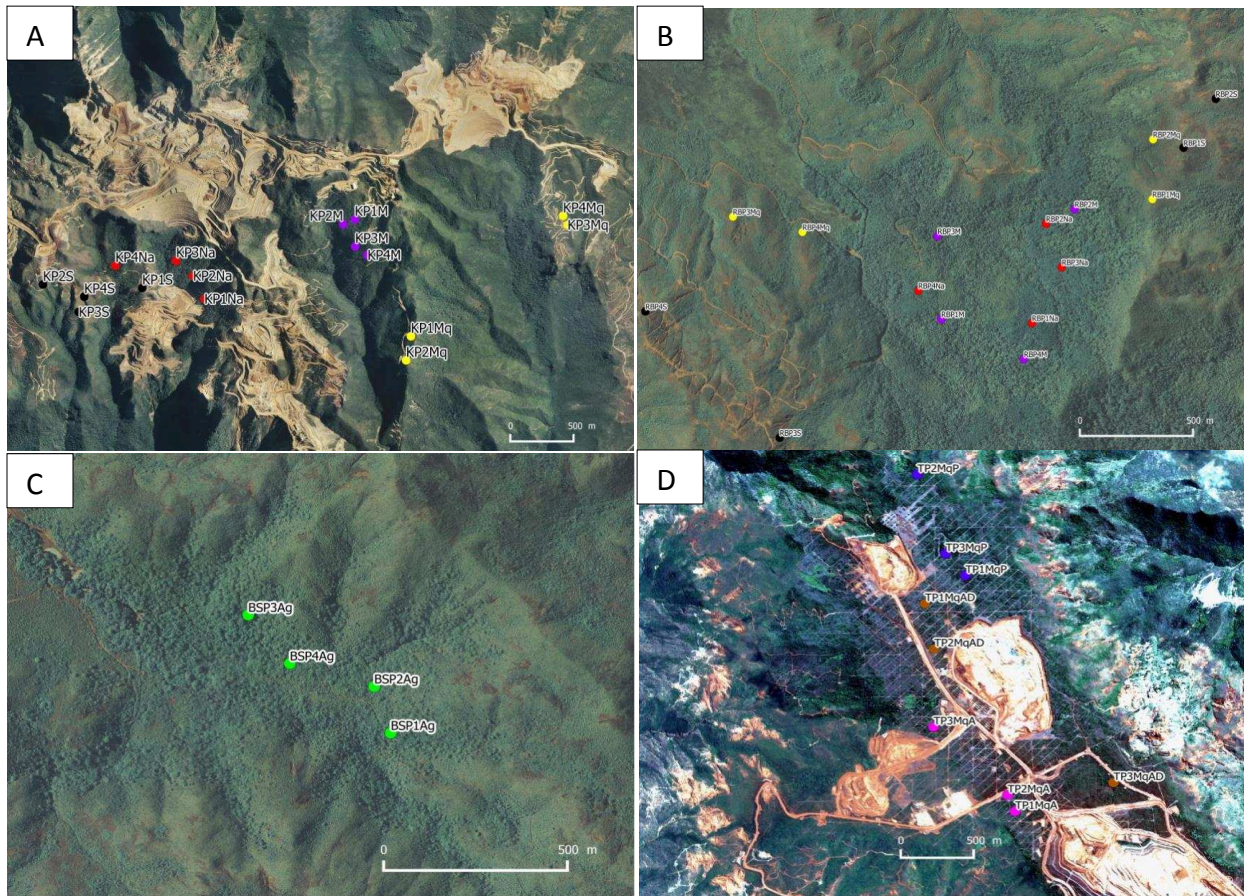 A
KP1M
KP2M
KP3M
KP4M
KP4Mq
KP3Mq
KP4Na
KP3Na
KP2S
KP1S
KP2Na
KP4S
KP1Na
KP3S
KP1Mq
KP2Mq
0 500 m
B
RBP2S
RBP2Mq
RBP1S
RBP1Mq
RBP2M
RBP3Mq
RBP2Na
RBP4Mq
RBP3M
RBP3Na
RBP4Na
RBP4S
RBP1M
RBP1Na
RBP4M
RBP3S
0 500 m
C
BSP3Ag
BSP4Ag
BSP2Ag
BSP1Ag
0 500 m
D
TP2MqP
TP3MqP
TP1MqP
TP1MqAD
TP2MqAD
TP3MqA
TP3MqAD
TP2MqA
TP1MqA
0 500 m